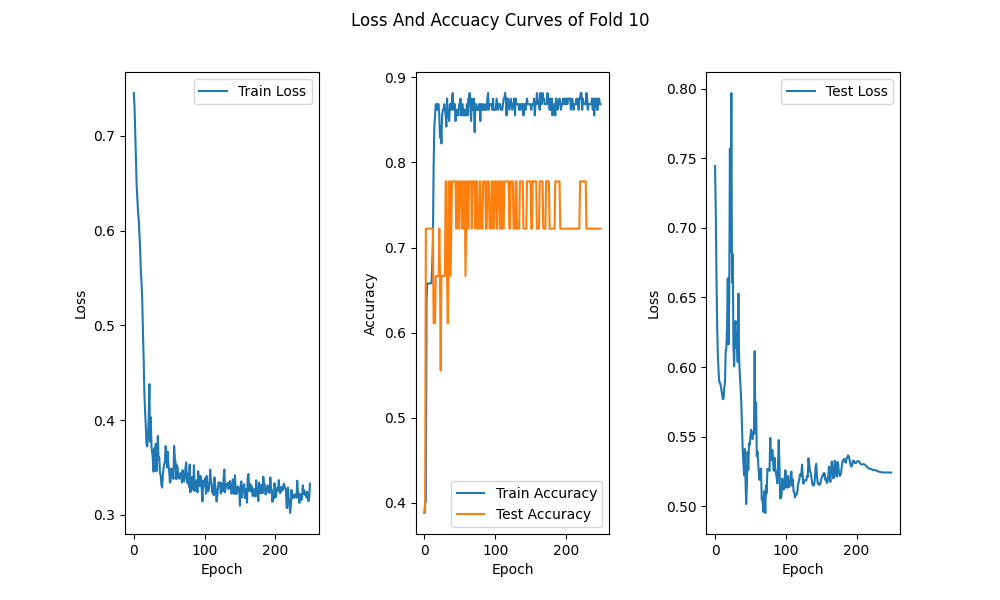 Loss And Accuacy Curves of Fold 10
Train Loss
0.7
0.6
0.5
0.4
0.3
Loss
0
100
200
Epoch
0.9
0.8
0.7
0.6
0.5
0.4
Accuracy
Train Accuracy
Test Accuracy
0
100
200
Epoch
Test Loss
0.80
0.75
0.70
0.65
0.60
0.55
0.50
Loss
0
100
200
Epoch